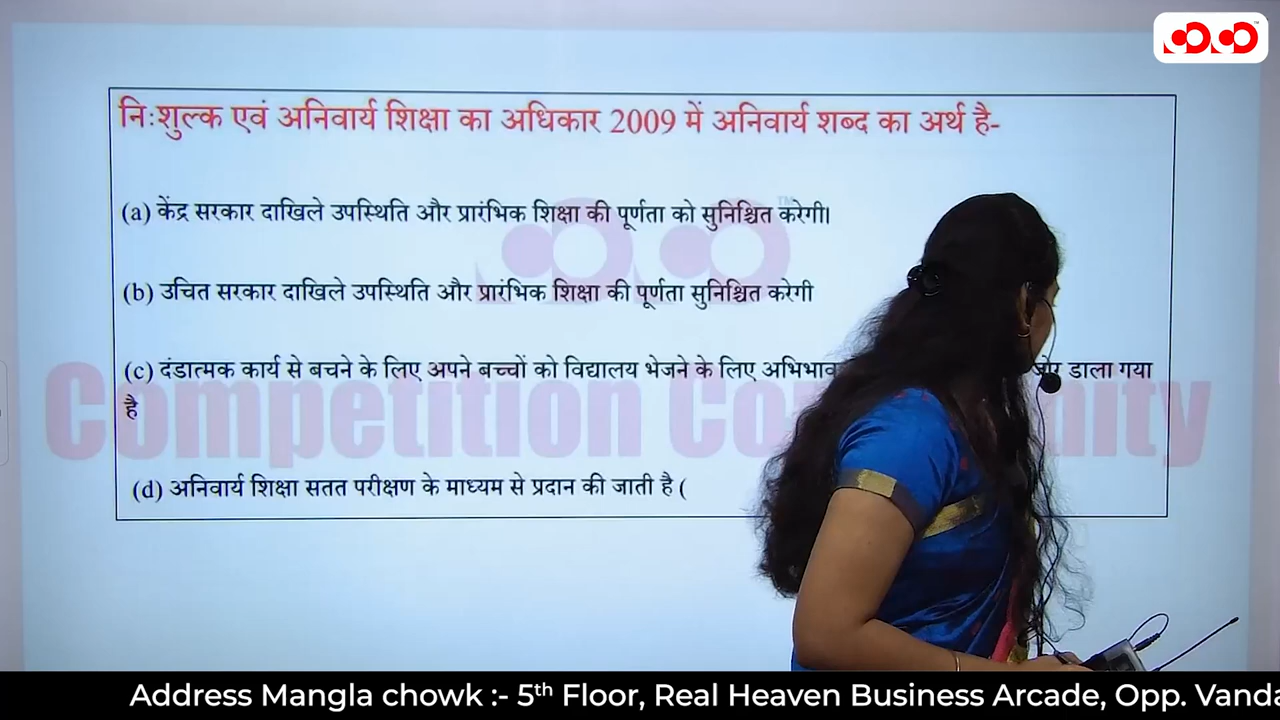 निःशुल्क एवं अनिवार्य शिक्षा का अधिकार 2009 में अनिवार्य शब्द का अर्थ है-
(a) केंद्र सरकार दाखिले उपस्थिति और प्रारंभिक शिक्षा की पूर्णता को सुनिश्चित करेगी।
(b) उचित सरकार दाखिले उपस्थिति और प्रारंभिक शिक्षा की पूर्णता सुनिश्चित करेगी
(c) दंडात्मक कार्य से बचने के लिए अपने बच्चों को विद्यालय भेजने के लिए जोर डाला गया
है
(d) अनिवार्य शिक्षा सतत परीक्षण के माध्यम से प्रदान की जाती है (
Competition
Address Mangla chowk :- 5th Floor, Real Heaven Business Arcade, Opp.